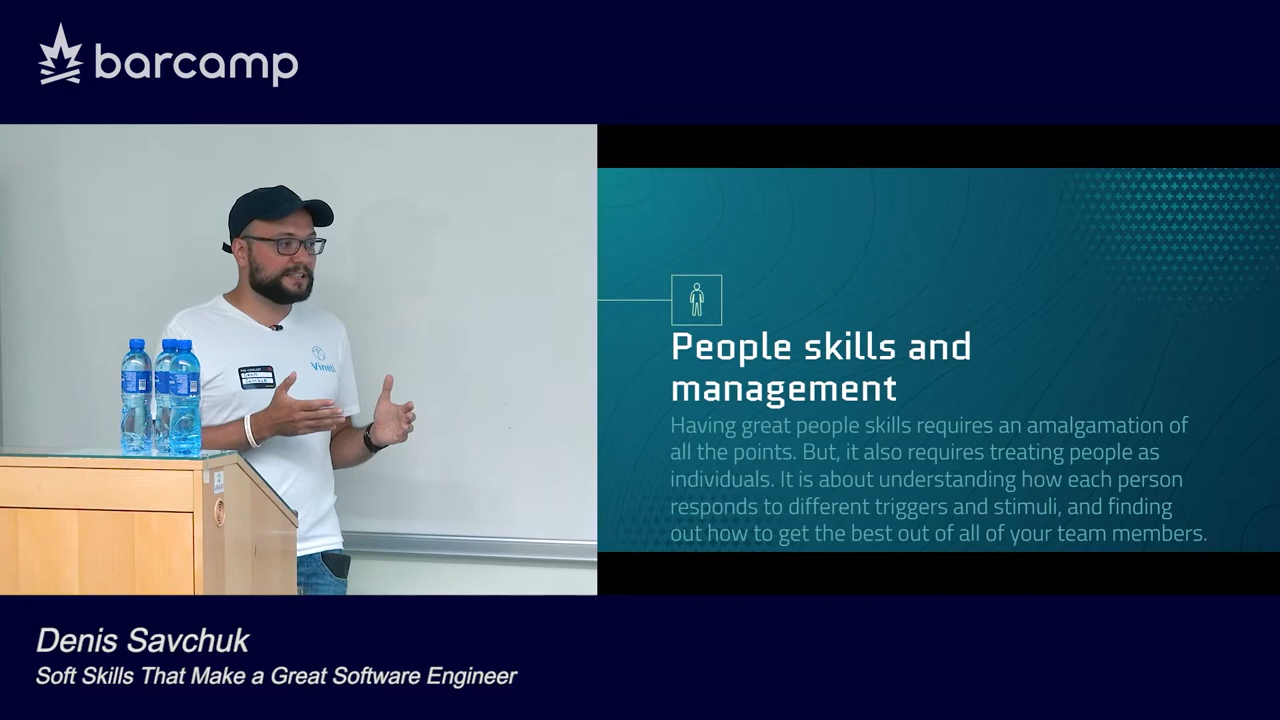 barcamp
Vineti
People skills and
management
Having great people skills requires an amalgamation of
all the points. But, it also requires treating people as
individuals. It is about understanding how each person
responds to different triggers and stimuli, and finding
out how to get the best out of all of your team members.
Denis Savchuk
Soft Skills That Make a Great Software Engineer